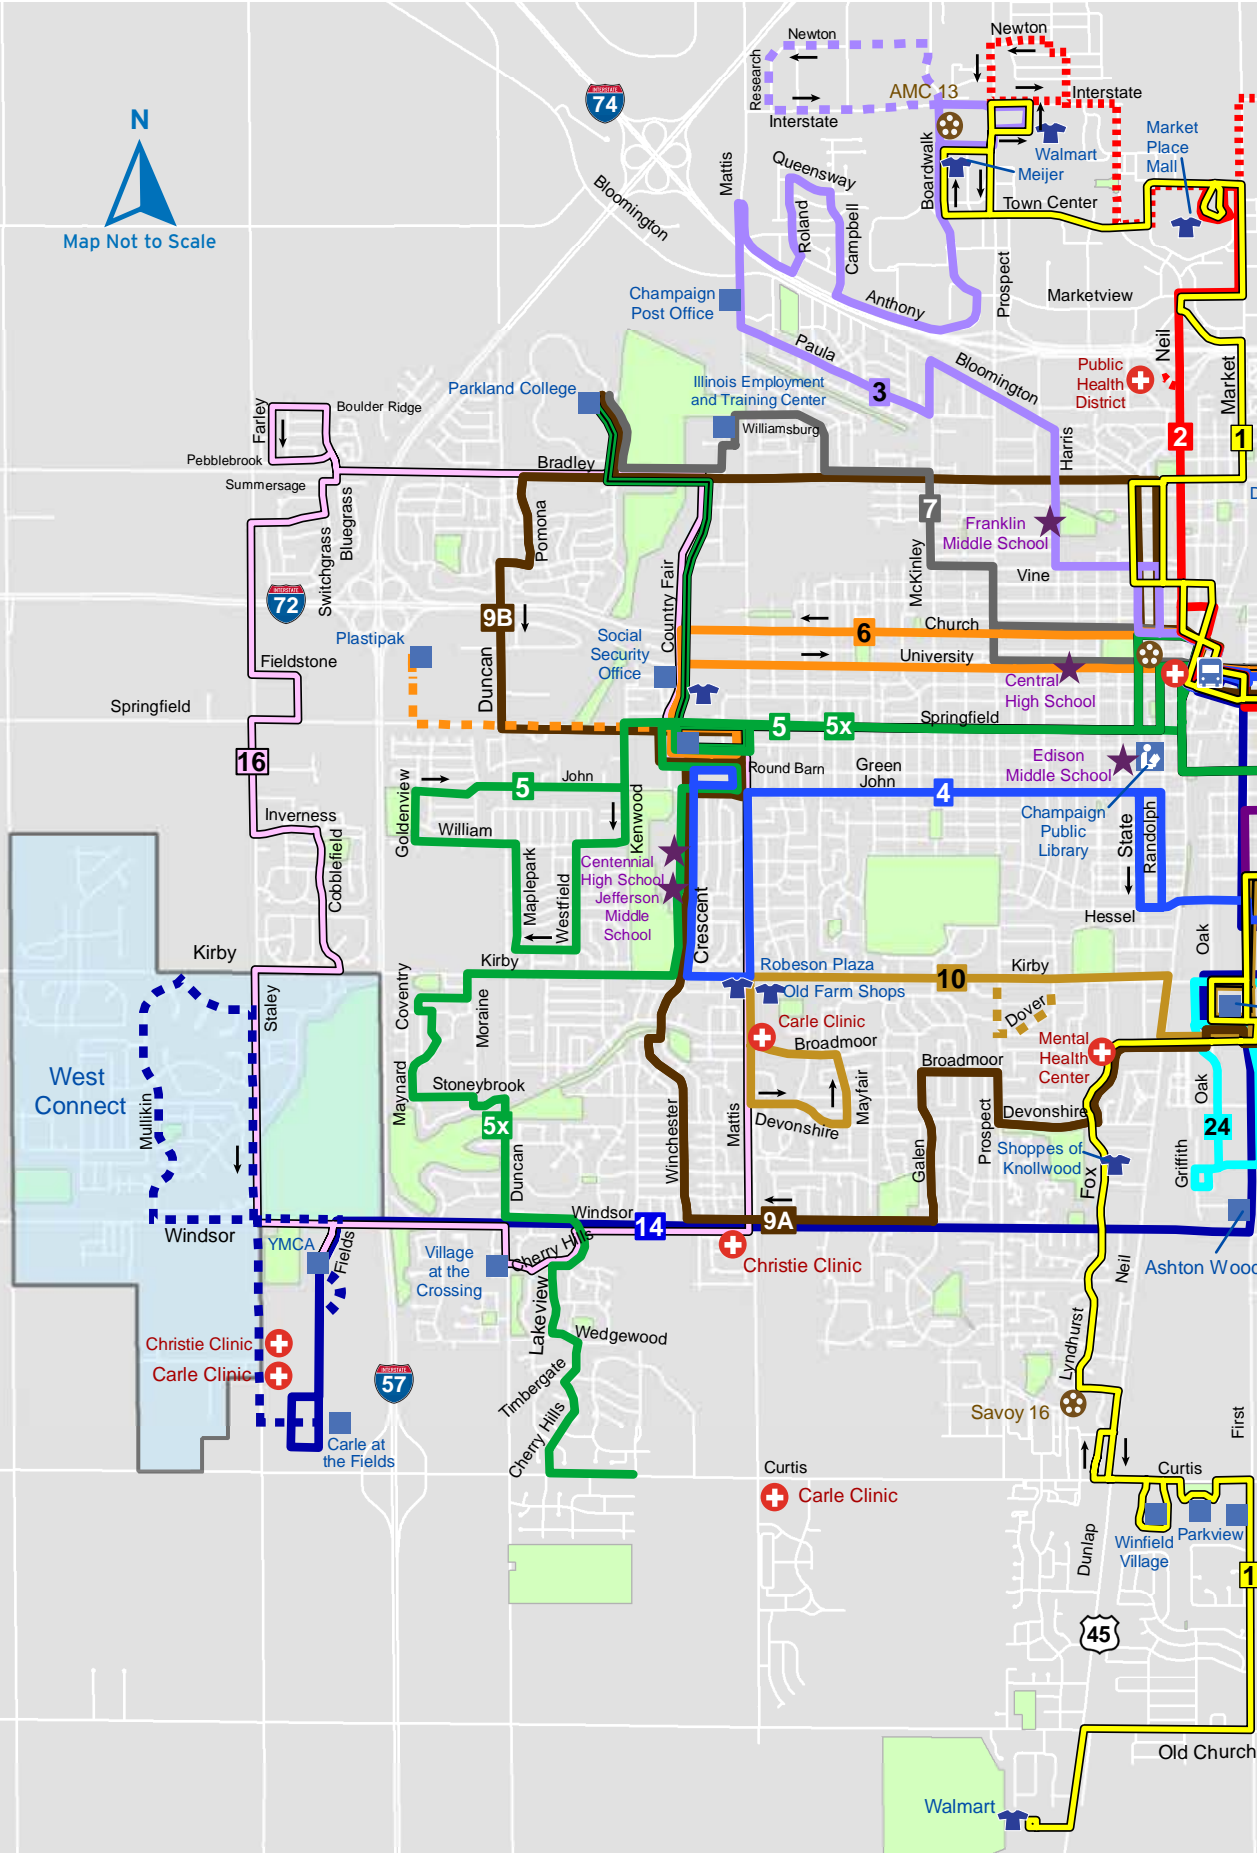 Newton
Newton
INTERSTATE
74
Research
AMC 13
Interstate
Interstate
N
Map Not to Scale
Mattis
Queensway
Bloomington
Roland
Campbell
Boardwalk
Walmart
Meijer
Market
Place
Mall
Town Center
Prospect
Champaign
Post Office
Anthony
Marketview
Paula
Bloomington
Neil
Market
Public
Health
District
Parkland College
Illinois Employment
and Training Center
3
Farley
Boulder Ridge
Williamsburg
Harris
2
1
Pebblebrook
Bradley
Summersage
Bluegrass
Switchgrass
Pomona
7
Franklin
Middle School
D
Country Fair
McKinley
Vine
INTERSTATE
72
9B
Plastipak
Social
Security
Office
6
Church
University
Fieldstone
Duncan
Central
High School
Springfield
5
5x
Springfield
16
Edison
Middle School
Goldenview
5
John
Round Barn
Green
John
4
Kenwood
Inverness
William
Champaign
Public
Library
State
Randolph
Cobblefield
Maplepark
Westfield
Centennial
High School
Jefferson
Middle
School
Crescent
Hessel
Oak
Kirby
Kirby
Robeson Plaza
Old Farm Shops
10
Kirby
Staley
Coventry
Moraine
Dover
Carle Clinic
Broadmoor
Mental
Health
Center
West
Connect
Mullikin
Maynard
Stoneybrook
Broadmoor
Oak
5x
Winchester
Mattis
Devonshire
Mayfair
Galen
Prospect
Devonshire
24
Duncan
Shoppes of
Knollwood
Fox
Griffith
Windsor
Windsor
14
9A
YMCA
Fields
Village
at the
Crossing
Cherry Hills
Christie Clinic
Neil
Ashton Wood
Lakeview
Christie Clinic
Carle Clinic
Wedgewood
Lyndhurst
INTERSTATE
57
Timbergate
Cherry Hills
Savoy 16
First
Carle at
the Fields
Curtis
Carle Clinic
Curtis
Dunlap
Winfield
Village
Parkview
1
45
Old Church
Walmart